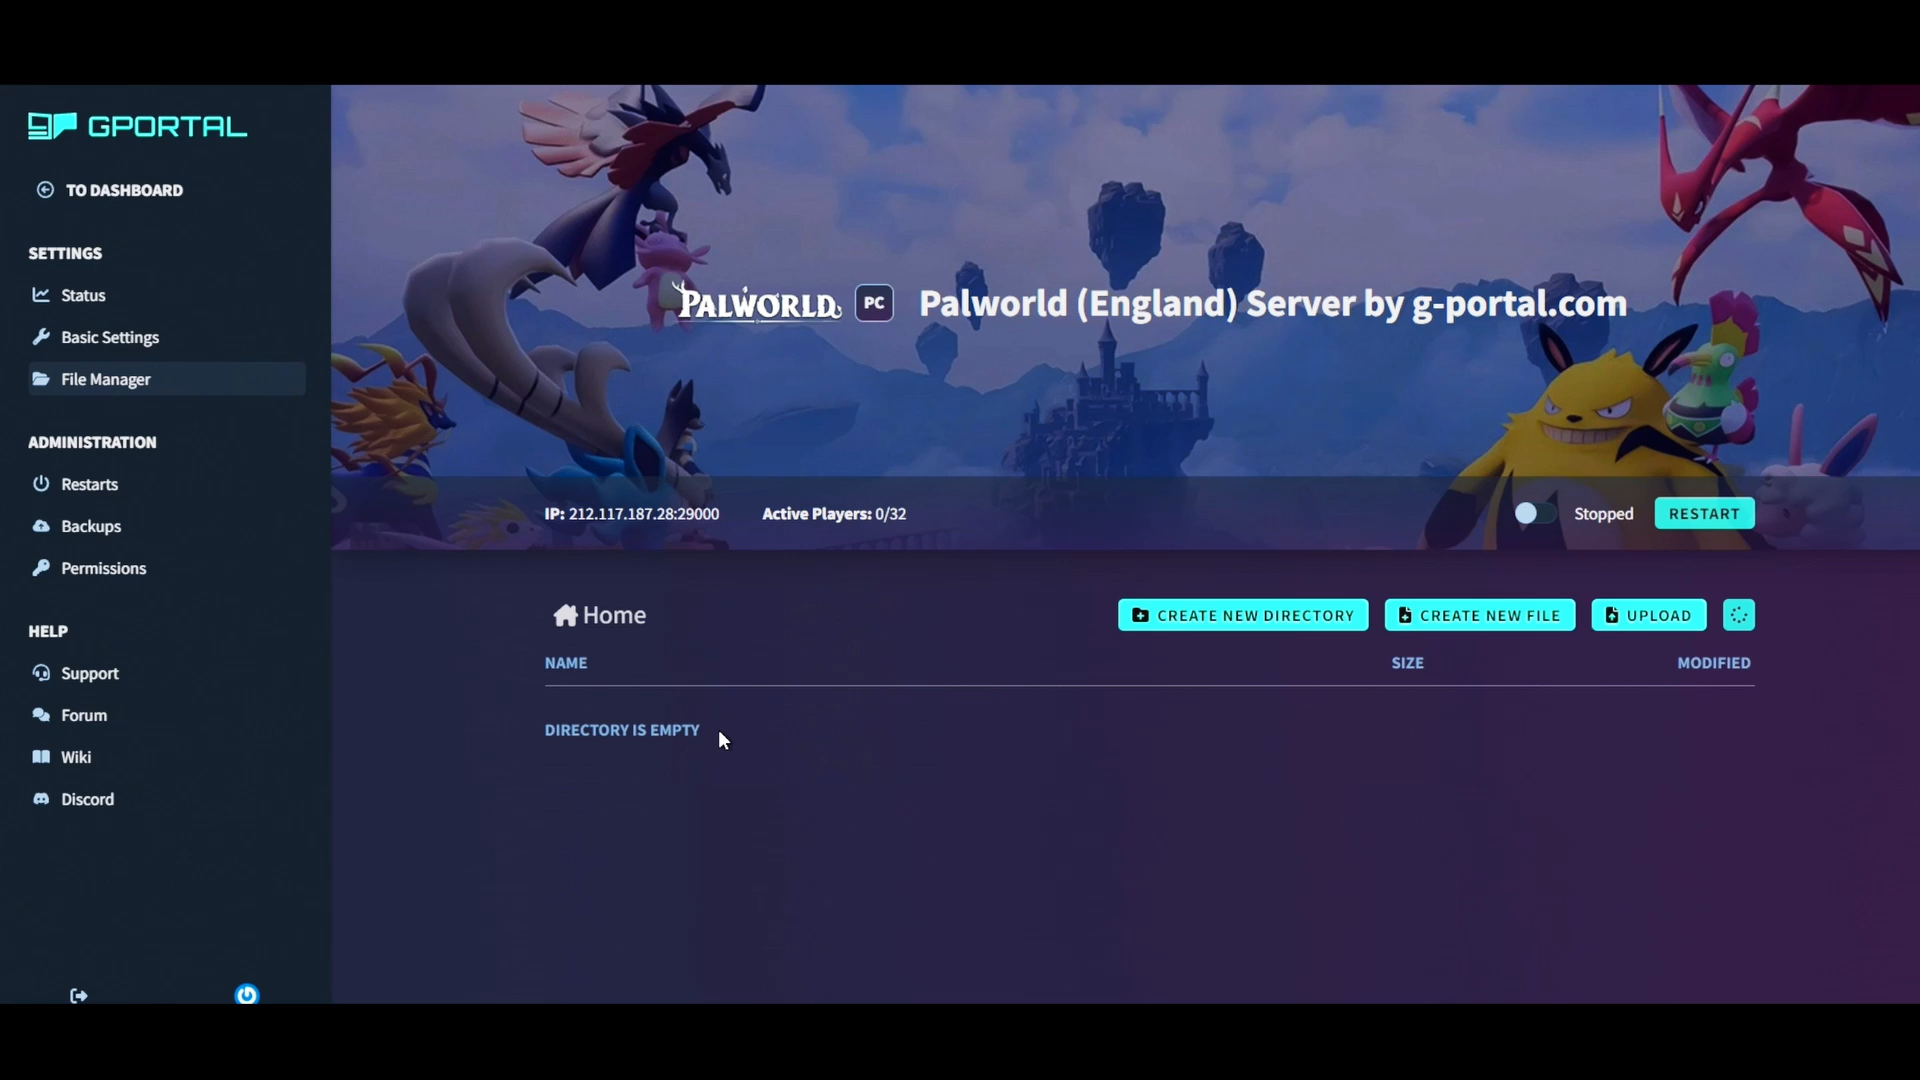 GPORTAL
TO DASHBOARD
SETTINGS
Status
Basic Settings
File Manager
ADMINISTRATION
Restarts
Backups
Permissions
HELP
Support
Forum
Wiki
Discord
PALWORLD PC Palworld (England) Server by g-portal.com
IP: 212.117.187.28:29000 Active Players: 0/32 Stopped RESTART
Home CREATE NEW DIRECTORY CREATE NEW FILE UPLOAD
NAME SIZE MODIFIED
DIRECTORY IS EMPTY